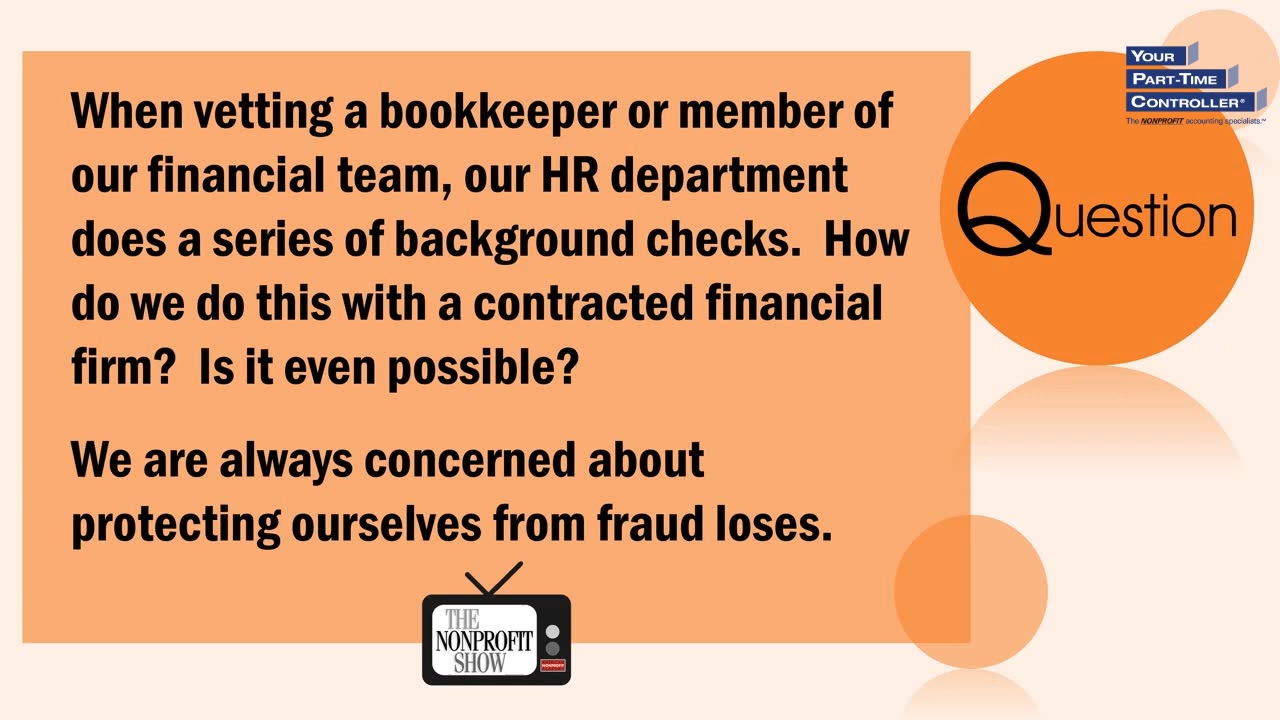 When vetting a bookkeeper or member of
our financial team, our HR department
does a series of background checks.  How
do we do this with a contracted financial
firm?  Is it even possible?
We are always concerned about
protecting ourselves from fraud loses.
Question
YOUR
PART-TIME
CONTROLLER®
The NONPROFIT accounting specialists.™
THE
NONPROFIT
SHOW
NONPROFIT